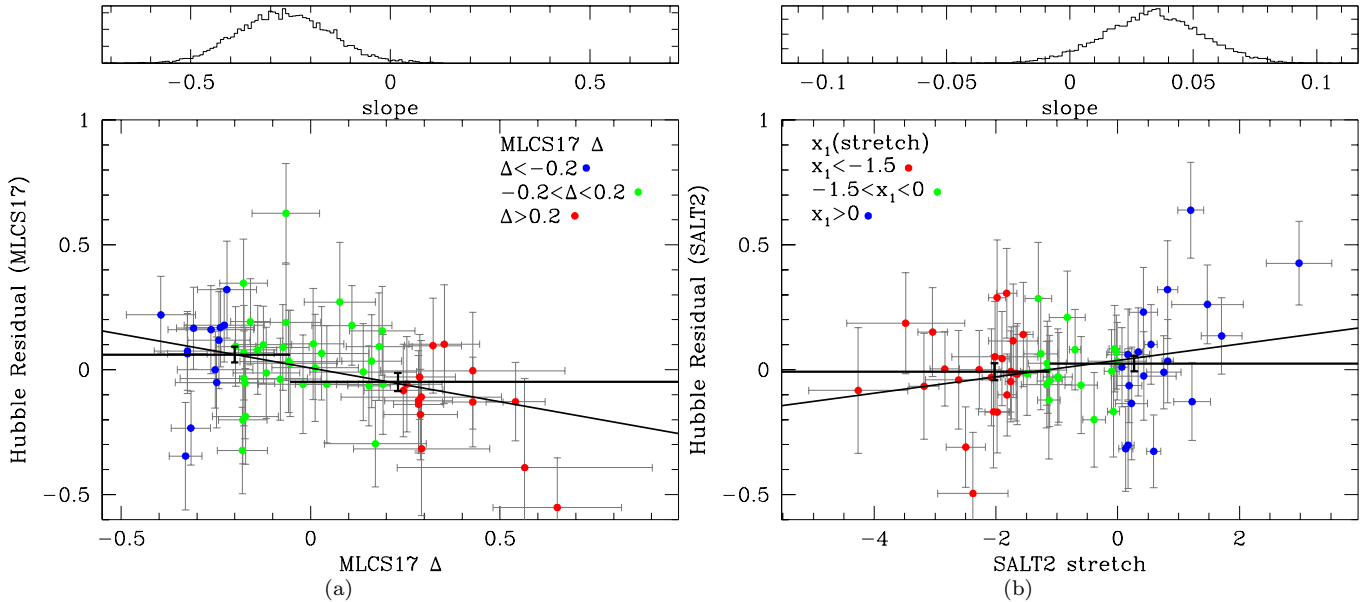 −0.5 0 0.5
slope
−0.1 −0.05 0 0.05 0.1
slope
Hubble Residual (MLCS17)
1
0.5
0
−0.5
MLCS17 Δ
Δ<−0.2
−0.2<Δ<0.2
Δ>0.2
−0.5 0 0.5
MLCS17 Δ
(a)
Hubble Residual (SALT2)
1
0.5
0
−0.5
x₁(stretch)
x₁<−1.5
−1.5<x₁<0
x₁>0
−4 −2 0 2
SALT2 stretch
(b)